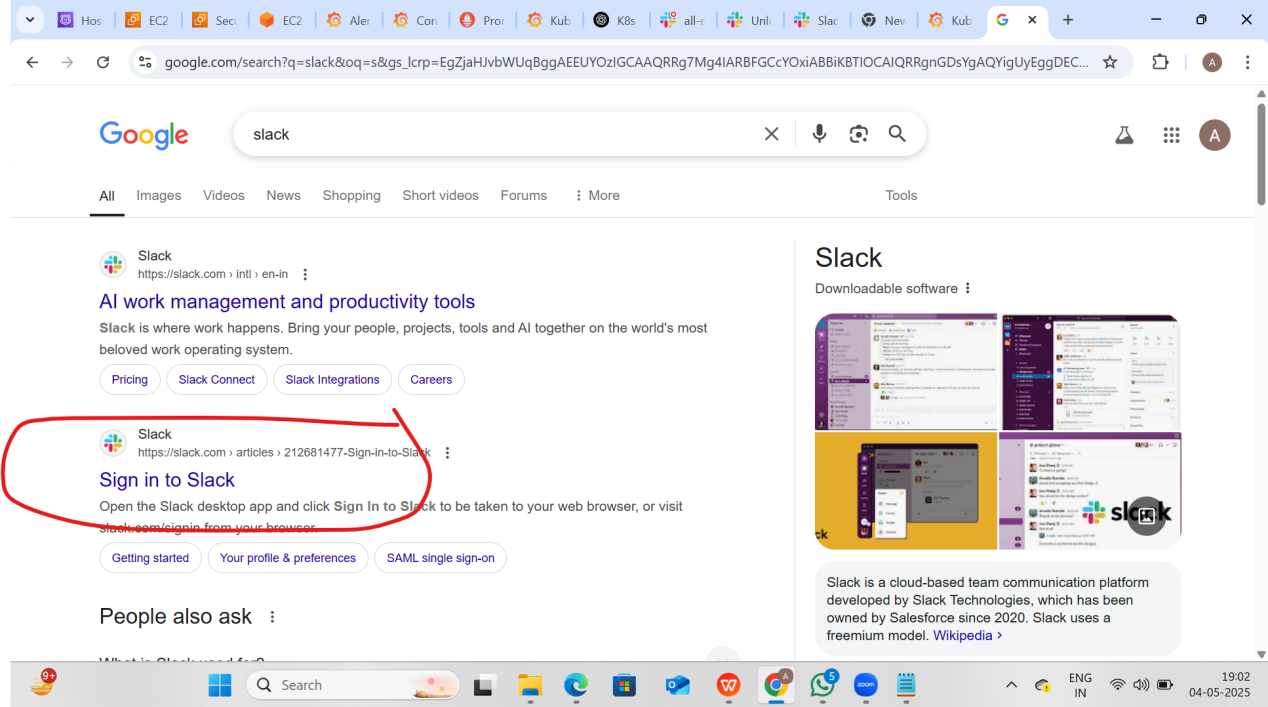 Hos
EC2
Secu
EC2
Aler
Con
Pro
Kub
K8s
all-r
Unl
Slac
New
Kub
google.com/search?q=slack&oq=s&gs_lcrp=EgZjaHJvbWUqBggAEEUYOzIGCAAQRRg7Mg4IARBFGCcYOxiABBiKBTIOCAIQRRgnGDsYgAQYigUyEggDEC...
A
Google
slack
A
All Images Videos News Shopping Short videos Forums More Tools
Slack
https://slack.com › intl › en-in
AI work management and productivity tools
Slack is where work happens. Bring your people, projects, tools and AI together on the world's most
beloved work operating system.
Pricing Slack Connect Slack Integrations Careers
Slack
https://slack.com › articles › 212681477-Sign-in-to-Slack
Sign in to Slack
Open the Slack desktop app and click Sign In to Slack to be taken to your web browser, or visit
slack.com/signin from your browser.
Getting started Your profile & preferences SAML single sign-on
People also ask
What is Slack used for?
Slack
Downloadable software
slack
Slack is a cloud-based team communication platform
developed by Slack Technologies, which has been
owned by Salesforce since 2020. Slack uses a
freemium model. Wikipedia ›
9+
Search
A
5
zoom
ENG
IN
19:02
04-05-2025